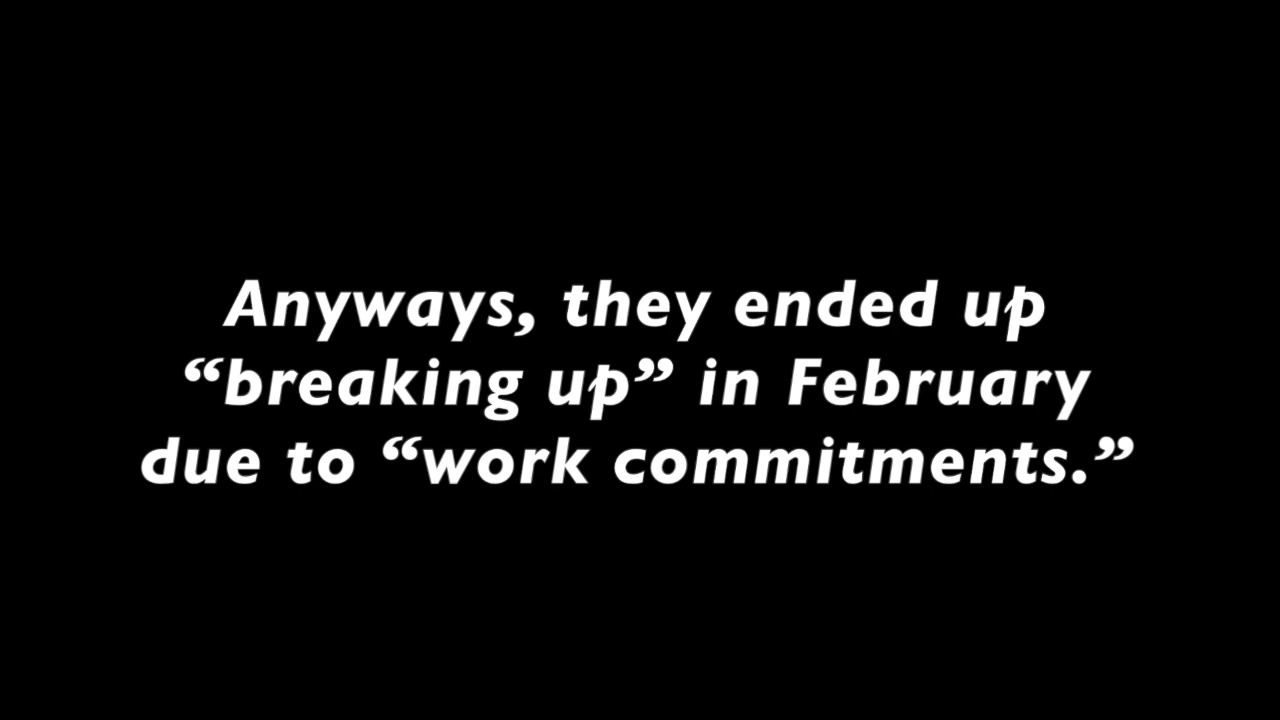 Anyways, they ended up
“breaking up” in February
due to “work commitments.”